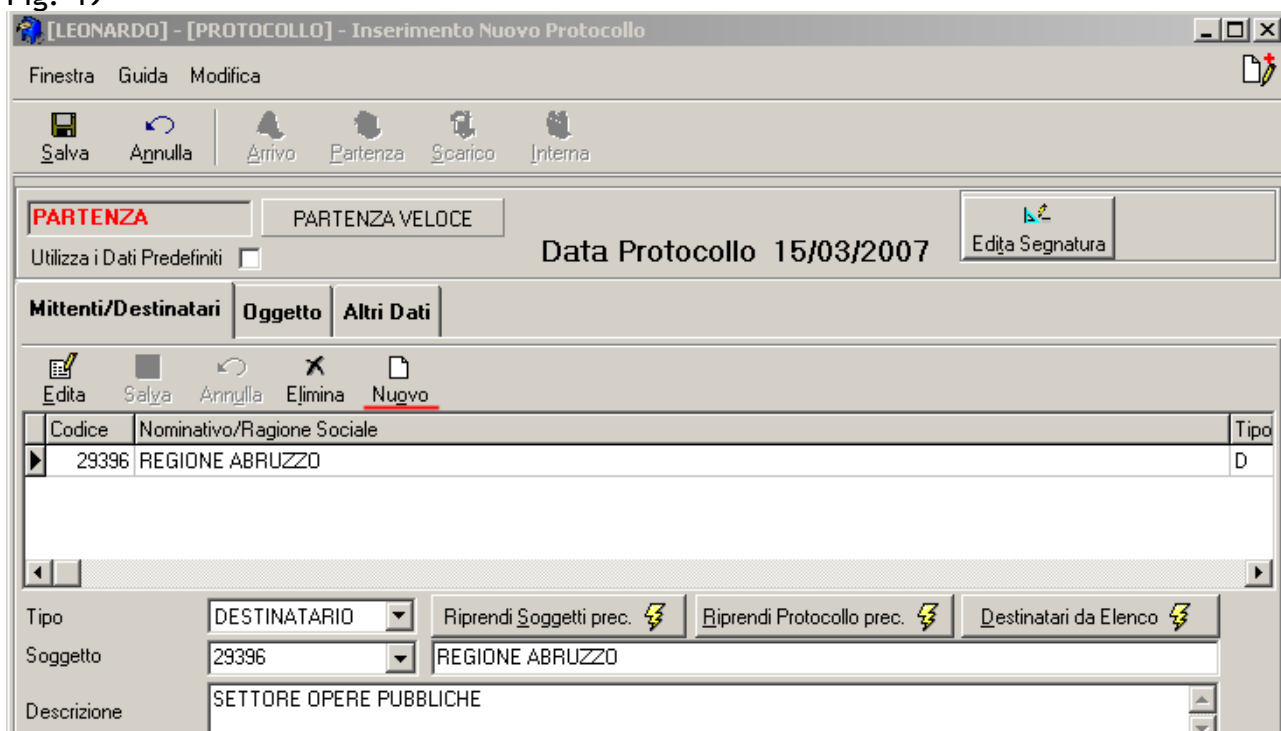 Fig. 49
[LEONARDO] - [PROTOCOLLO] - Inserimento Nuovo Protocollo
Finestra Guida Modifica
Salva Annulla Arrivo Partenza Scarico Interna
PARTENZA PARTENZA VELOCE
Utilizza i Dati Predefiniti Data Protocollo 15/03/2007 Edita Segnatura
Mittenti/Destinatari Oggetto Altri Dati
Edita Salva Annulla Elimina Nuovo
Codice Nominativo/Ragione Sociale Tipo
29396 REGIONE ABRUZZO D
Tipo DESTINATARIO Riprendi Soggetti prec. Riprendi Protocollo prec. Destinatari da Elenco
Soggetto 29396 REGIONE ABRUZZO
Descrizione SETTORE OPERE PUBBLICHE